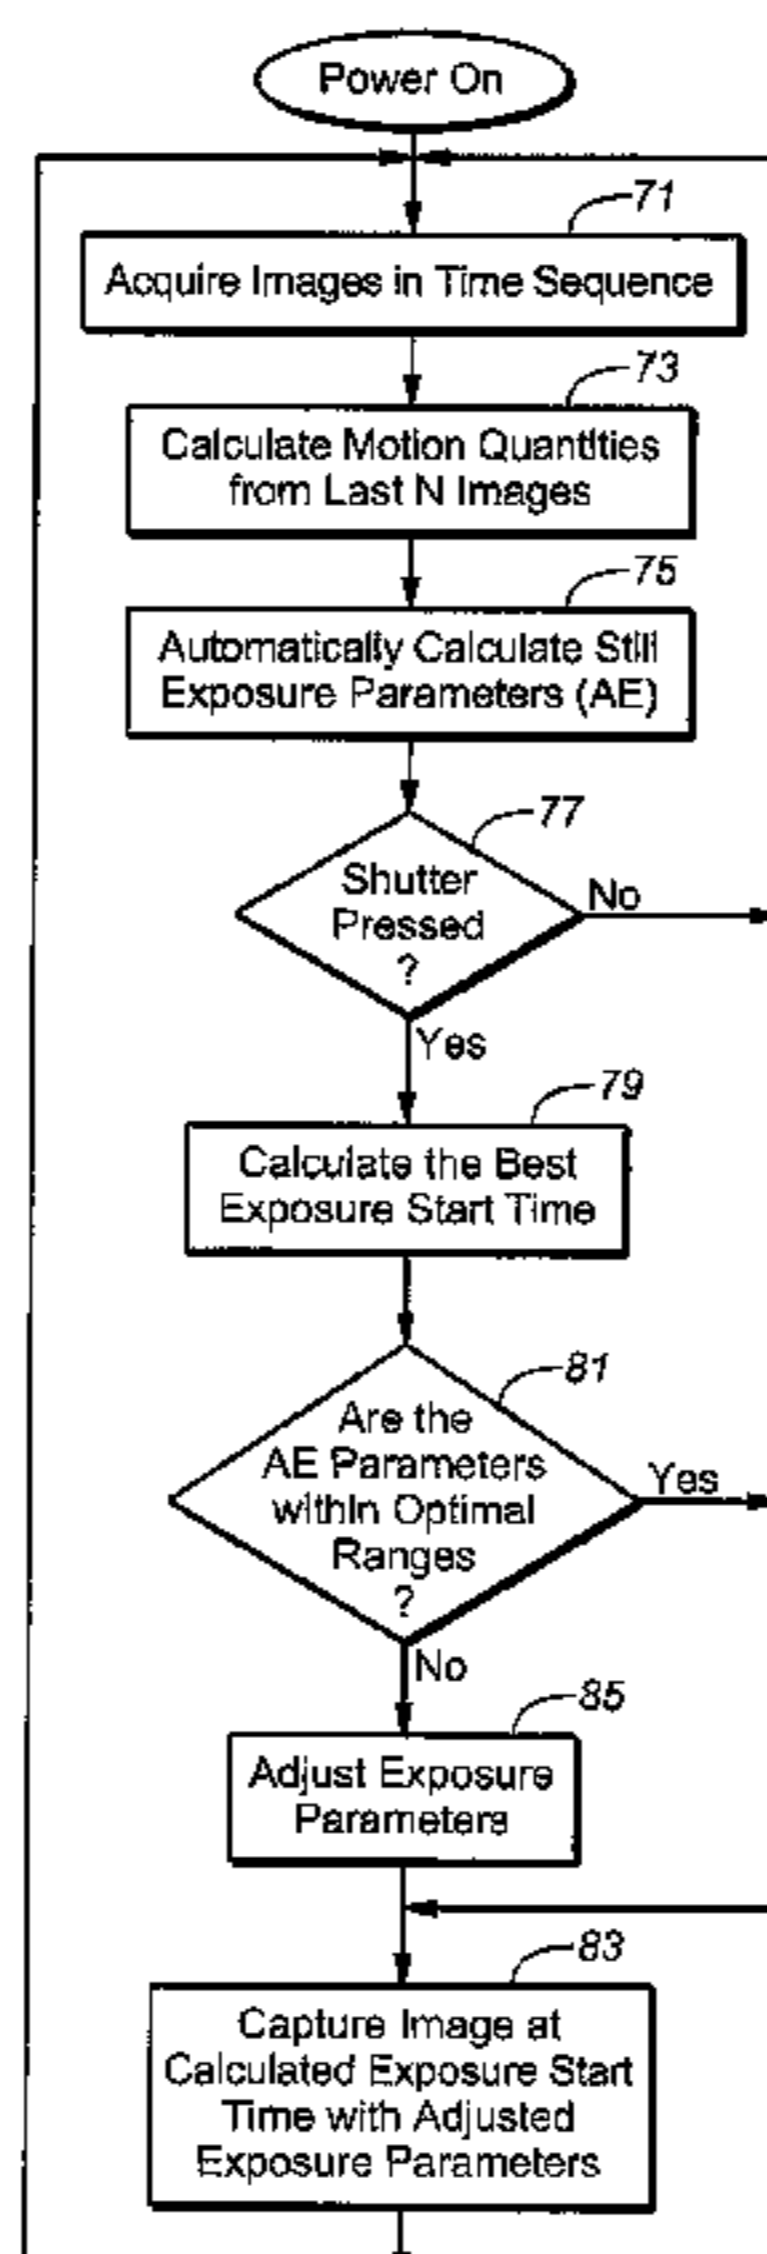 Power On
71
Acquire Images in Time Sequence
73
Calculate Motion Quantities
from Last N Images
75
Automatically Calculate Still
Exposure Parameters (AE)
77
Shutter
Pressed
?
No
Yes
79
Calculate the Best
Exposure Start Time
81
Are the
AE Parameters
within Optimal
Ranges
?
Yes
No
85
Adjust Exposure
Parameters
83
Capture Image at
Calculated Exposure Start
Time with Adjusted
Exposure Parameters